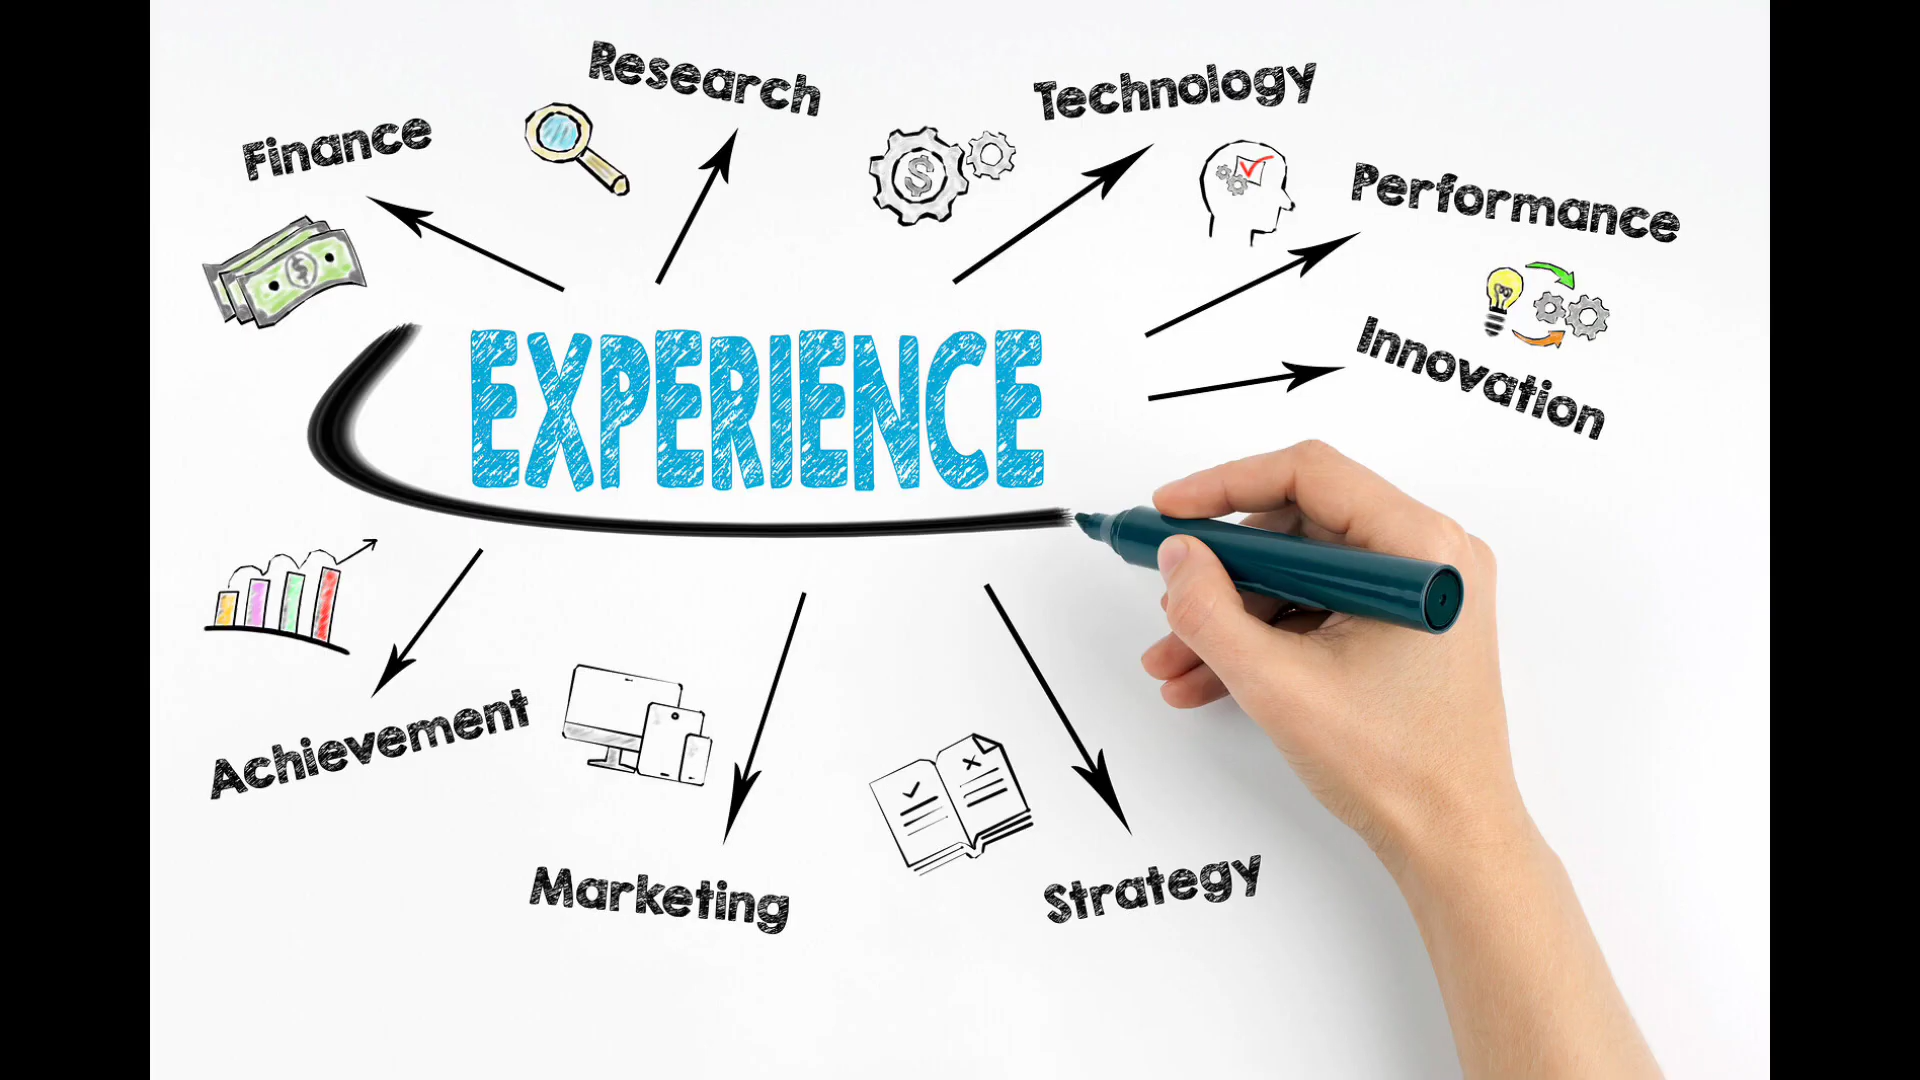 Research
Technology
Finance
Performance
Innovation
EXPERIENCE
Achievement
Marketing
Strategy